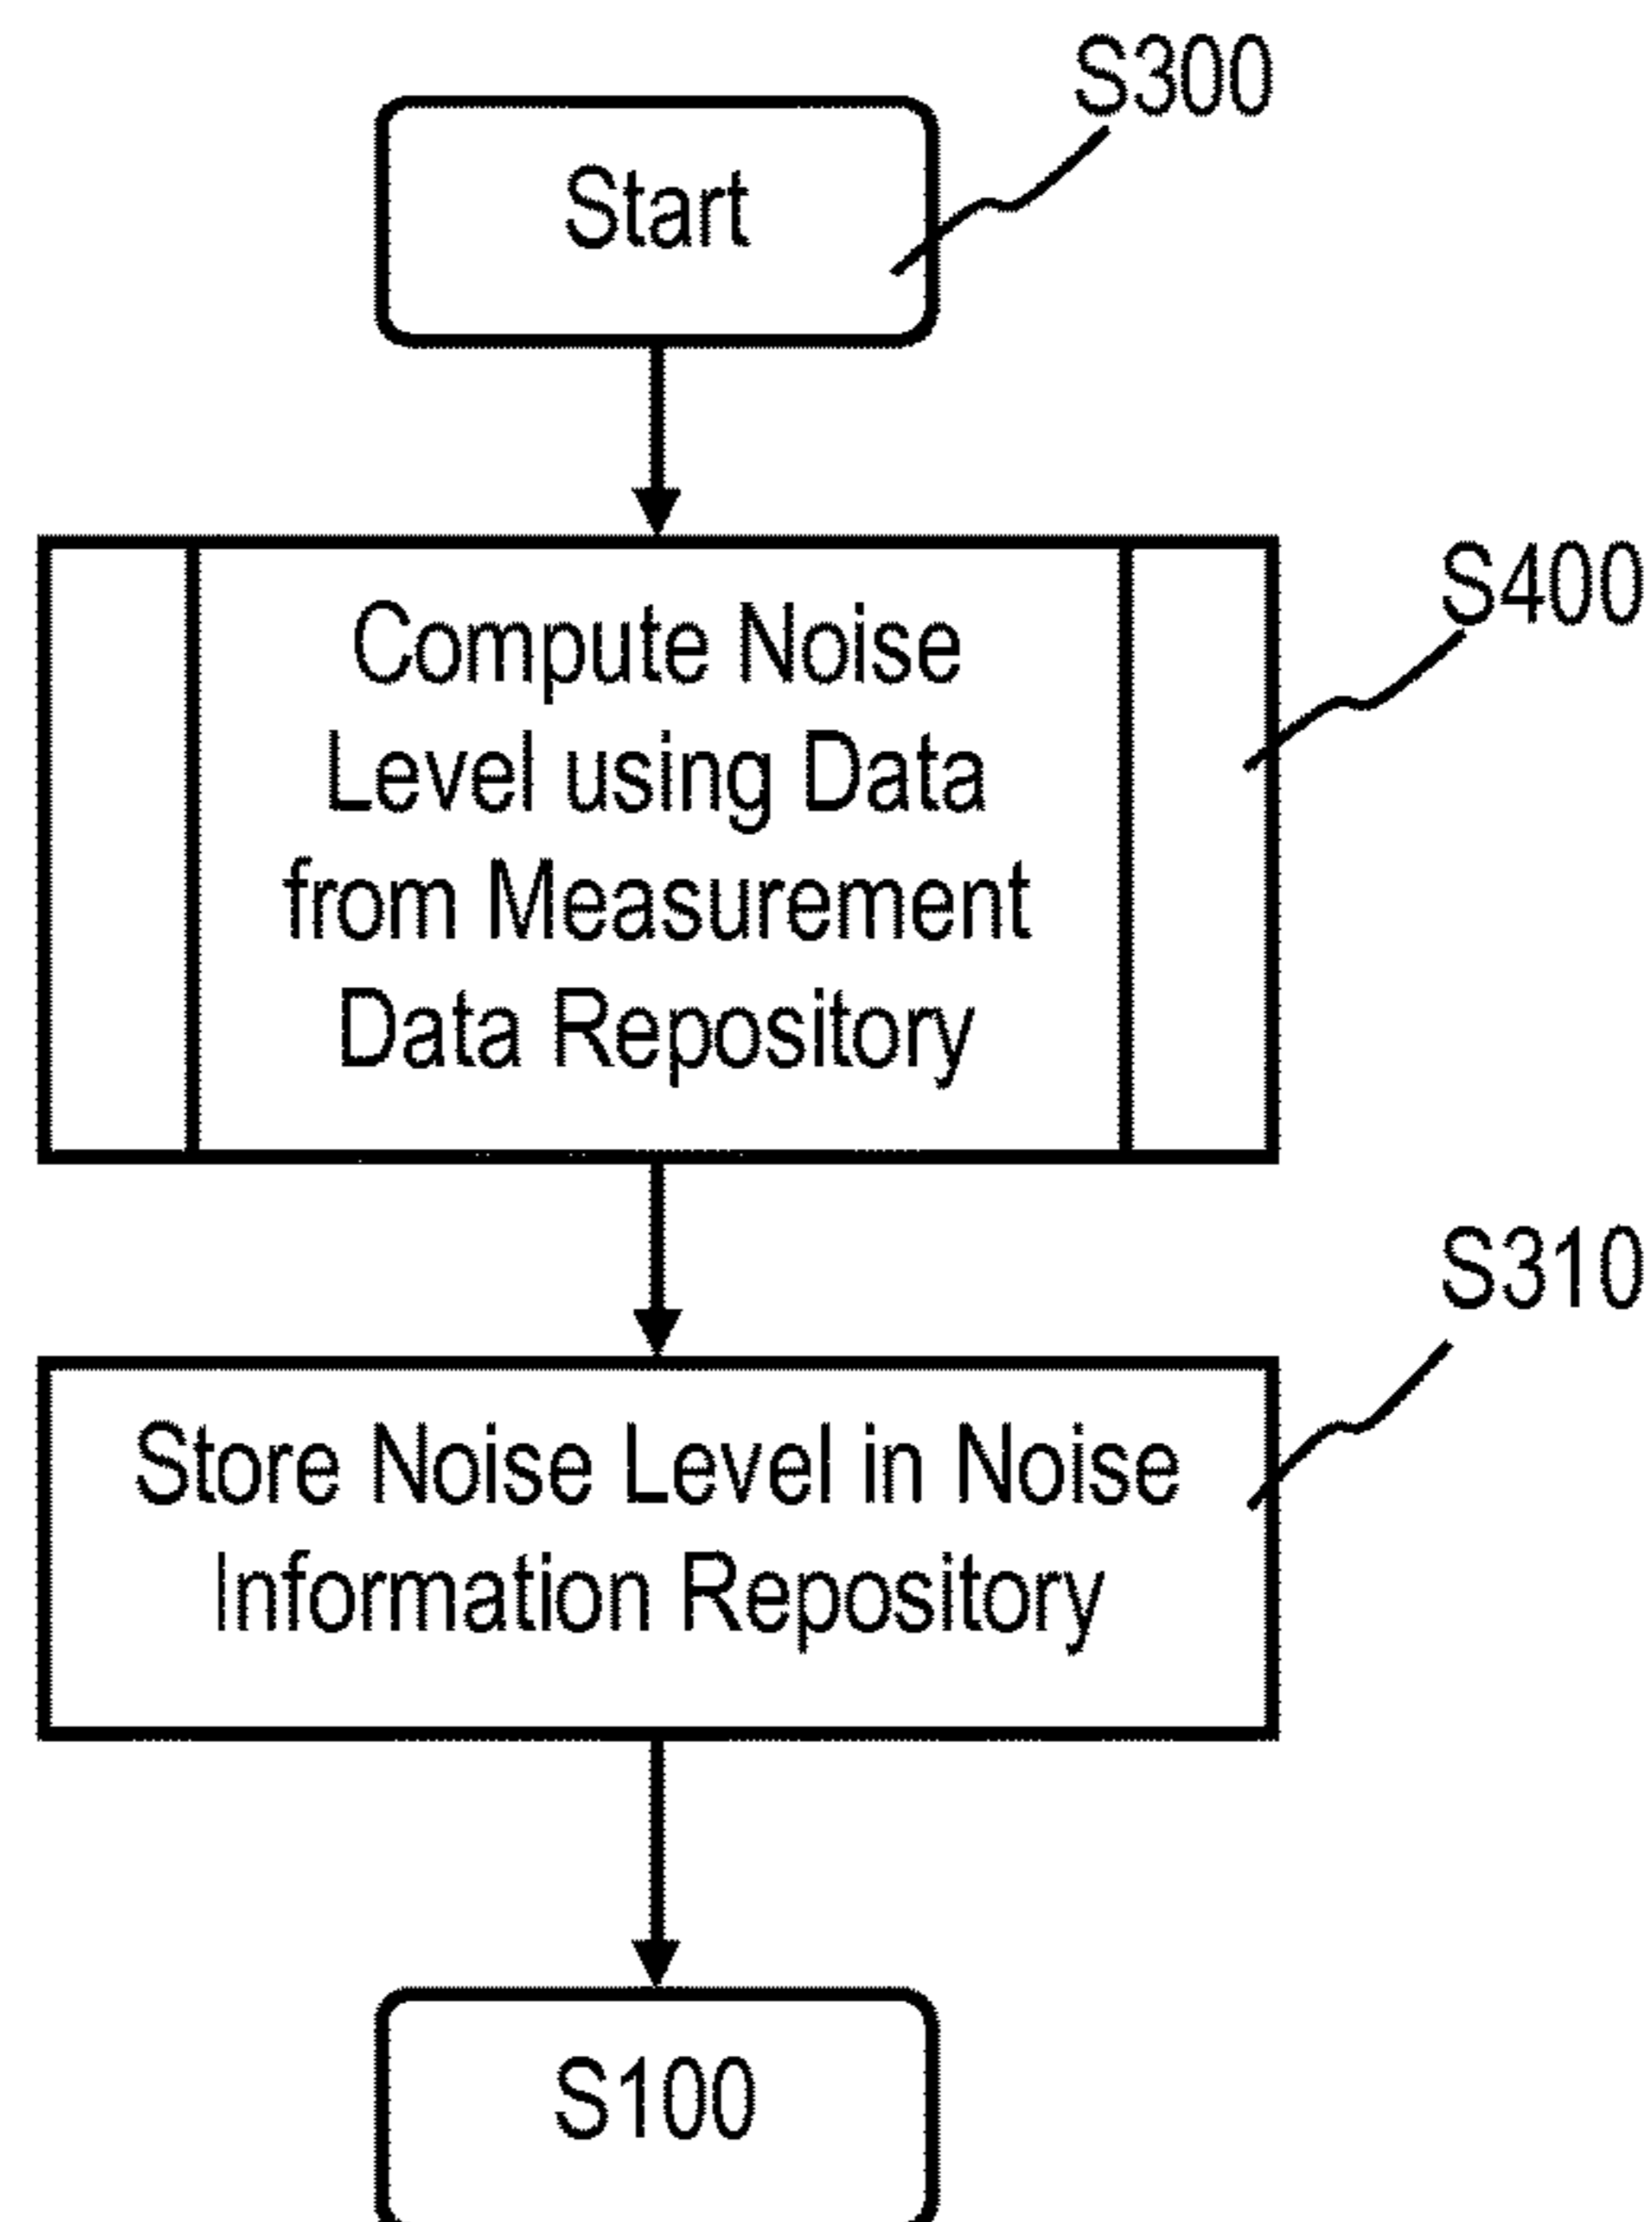 S300
Start
S400
Compute Noise
Level using Data
from Measurement
Data Repository
S310
Store Noise Level in Noise
Information Repository
S100